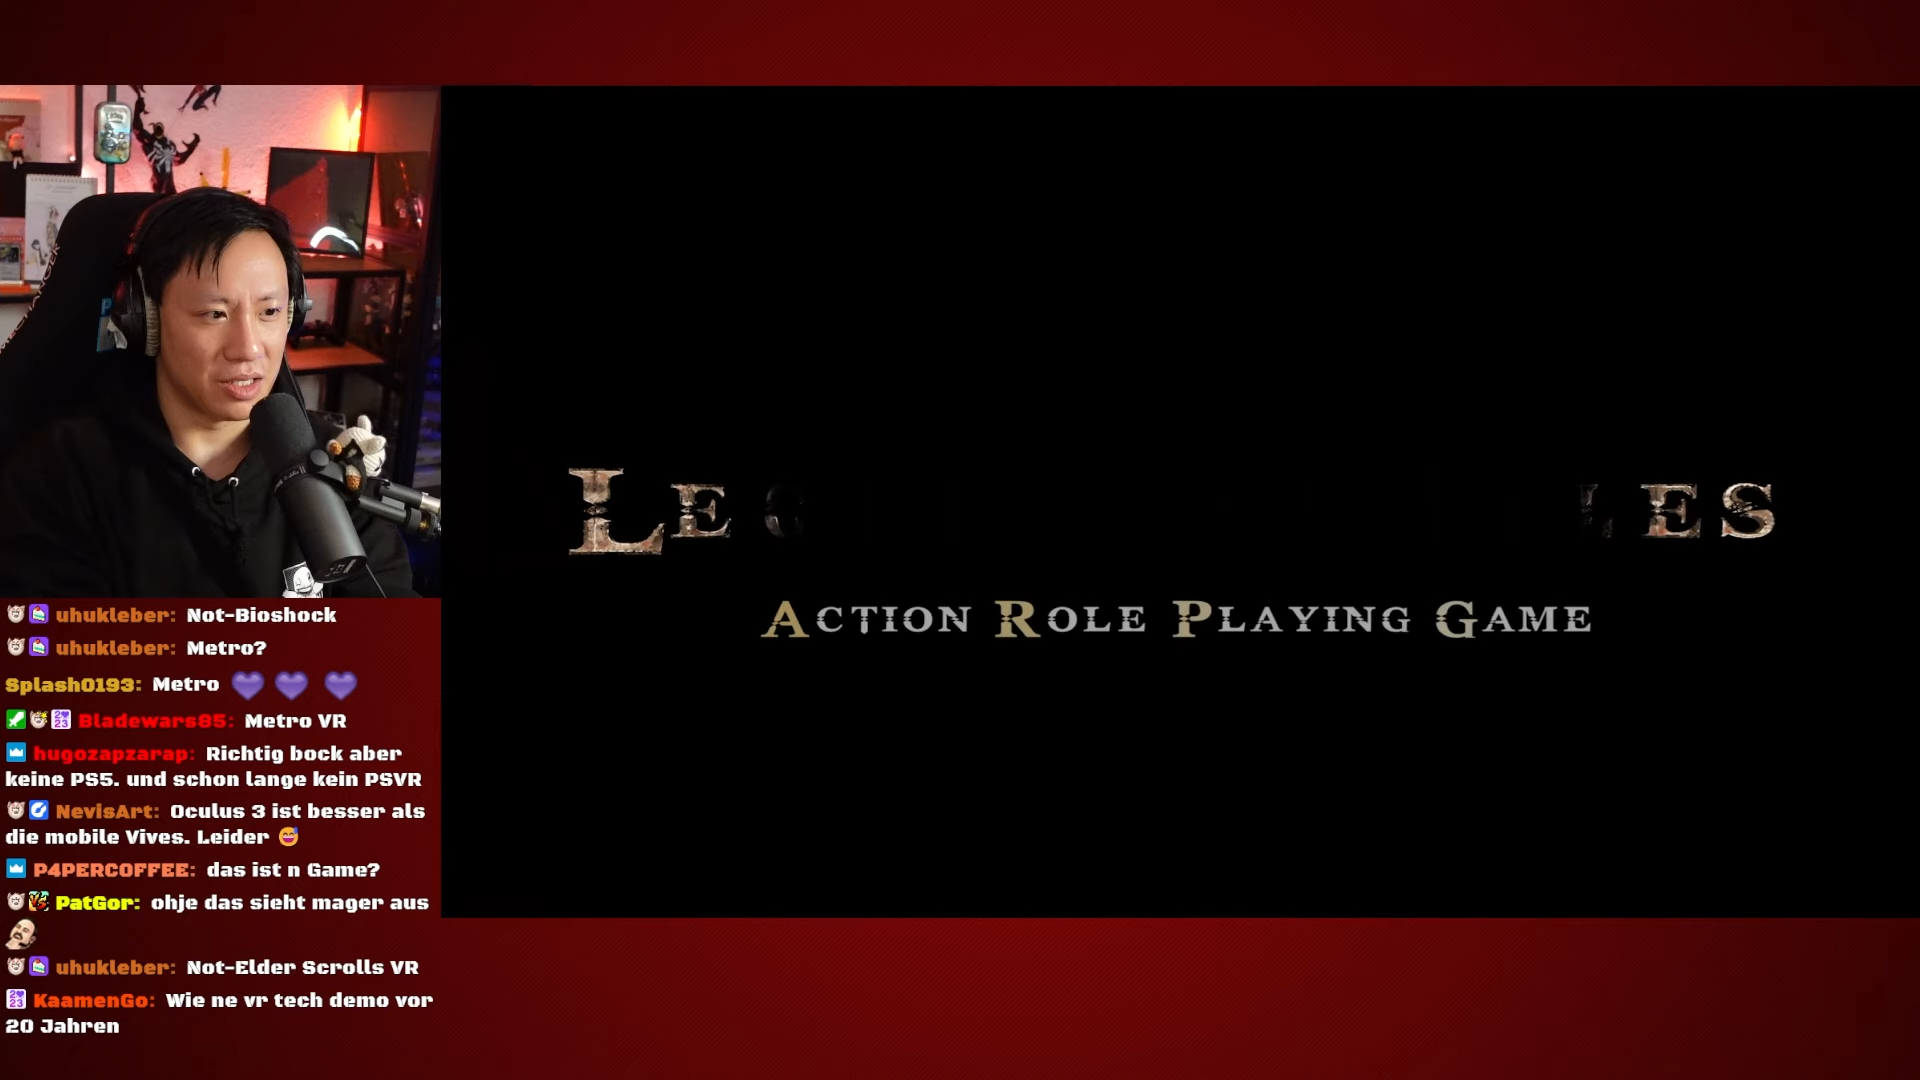 LE
LES
ACTION ROLE PLAYING GAME
uhukleber: Not-Bioshock
uhukleber: Metro?
Splash0193: Metro
Bladewars85: Metro VR
hugozapzarap: Richtig bock aber
keine PS5. und schon lange kein PSVR
NevisArt: Oculus 3 ist besser als
die mobile Vives. Leider
P4PERCOFFEE: das ist n Game?
PatGor: ohje das sieht mager aus
uhukleber: Not-Elder Scrolls VR
KaamenGo: Wie ne vr tech demo vor
20 Jahren